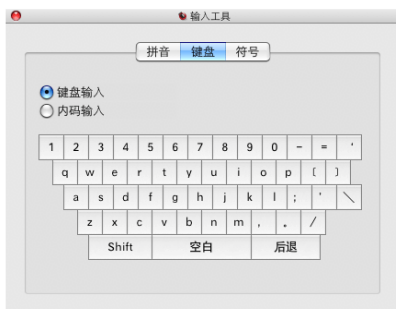 输入工具
拼音 键盘 符号
键盘输入
内码输入
1 2 3 4 5 6 7 8 9 0 - = '
q w e r t y u i o p [ ]
a s d f g h j k l ; ' \
z x c v b n m , . /
Shift 空白 后退